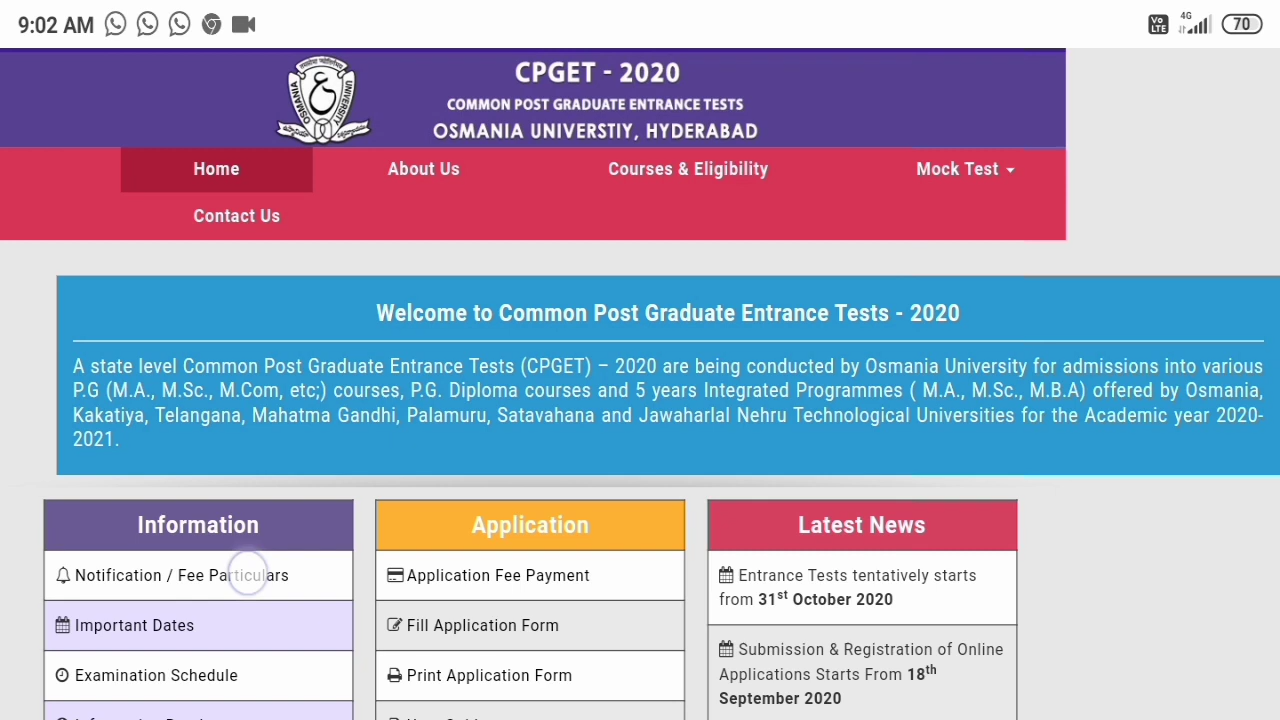 9:02 AM
Vo LTE
4G
70
CPGET - 2020
COMMON POST GRADUATE ENTRANCE TESTS
OSMANIA UNIVERSTIY, HYDERABAD
OSMANIA UNIVERSITY
Home
About Us
Courses & Eligibility
Mock Test
Contact Us
Welcome to Common Post Graduate Entrance Tests - 2020
A state level Common Post Graduate Entrance Tests (CPGET) – 2020 are being conducted by Osmania University for admissions into various
P.G (M.A., M.Sc., M.Com, etc;) courses, P.G. Diploma courses and 5 years Integrated Programmes ( M.A., M.Sc., M.B.A) offered by Osmania,
Kakatiya, Telangana, Mahatma Gandhi, Palamuru, Satavahana and Jawaharlal Nehru Technological Universities for the Academic year 2020-
2021.
Information
Notification / Fee Particulars
Important Dates
Examination Schedule
Application
Application Fee Payment
Fill Application Form
Print Application Form
Latest News
Entrance Tests tentatively starts
from 31st October 2020
Submission & Registration of Online
Applications Starts From 18th
September 2020